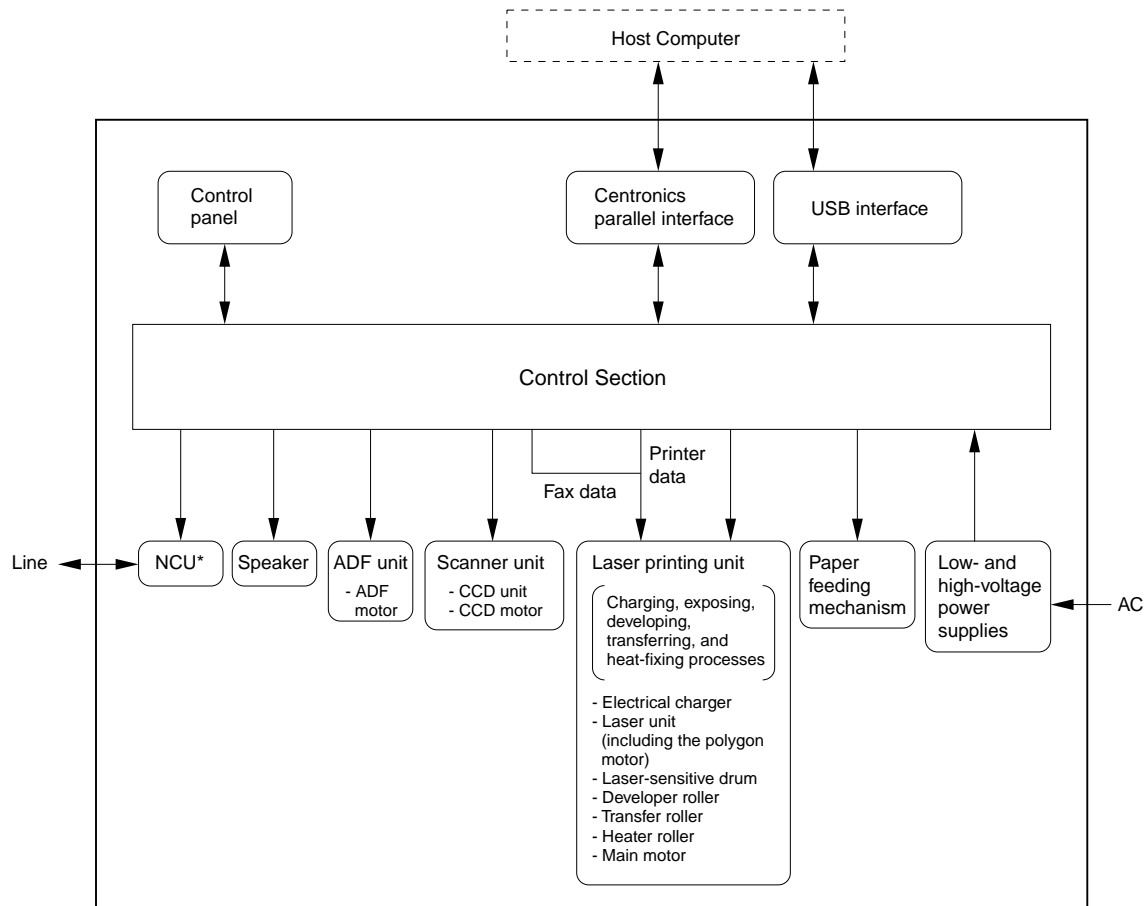 Host Computer
Control
panel
Centronics
parallel interface
USB interface
Control Section
Printer
data
Fax data
Line
NCU*
Speaker
ADF unit
- ADF
motor
Scanner unit
- CCD unit
- CCD motor
Laser printing unit
Charging, exposing,
developing,
transferring, and
heat-fixing processes
- Electrical charger
- Laser unit
(including the polygon
motor)
- Laser-sensitive drum
- Developer roller
- Transfer roller
- Heater roller
- Main motor
Paper
feeding
mechanism
Low- and
high-voltage
power
supplies
AC